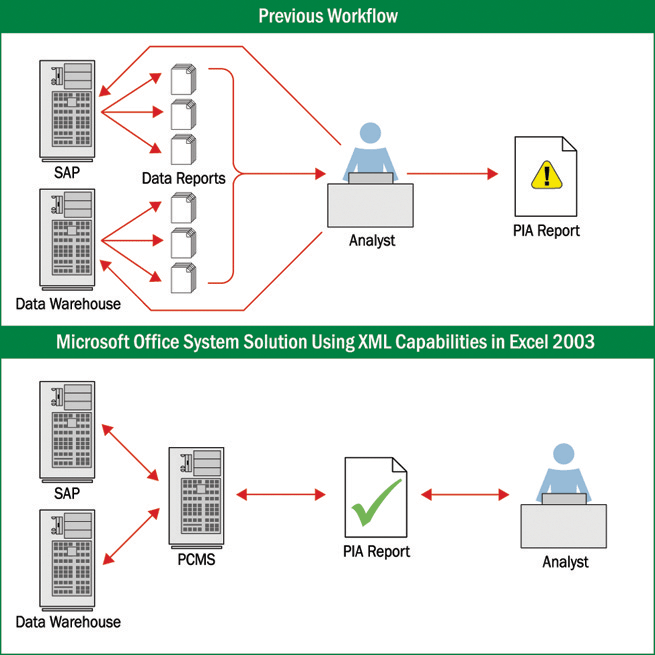 Previous Workflow
SAP
Data Reports
Data Warehouse
Analyst
PIA Report
Microsoft Office System Solution Using XML Capabilities in Excel 2003
SAP
Data Warehouse
PCMS
PIA Report
Analyst